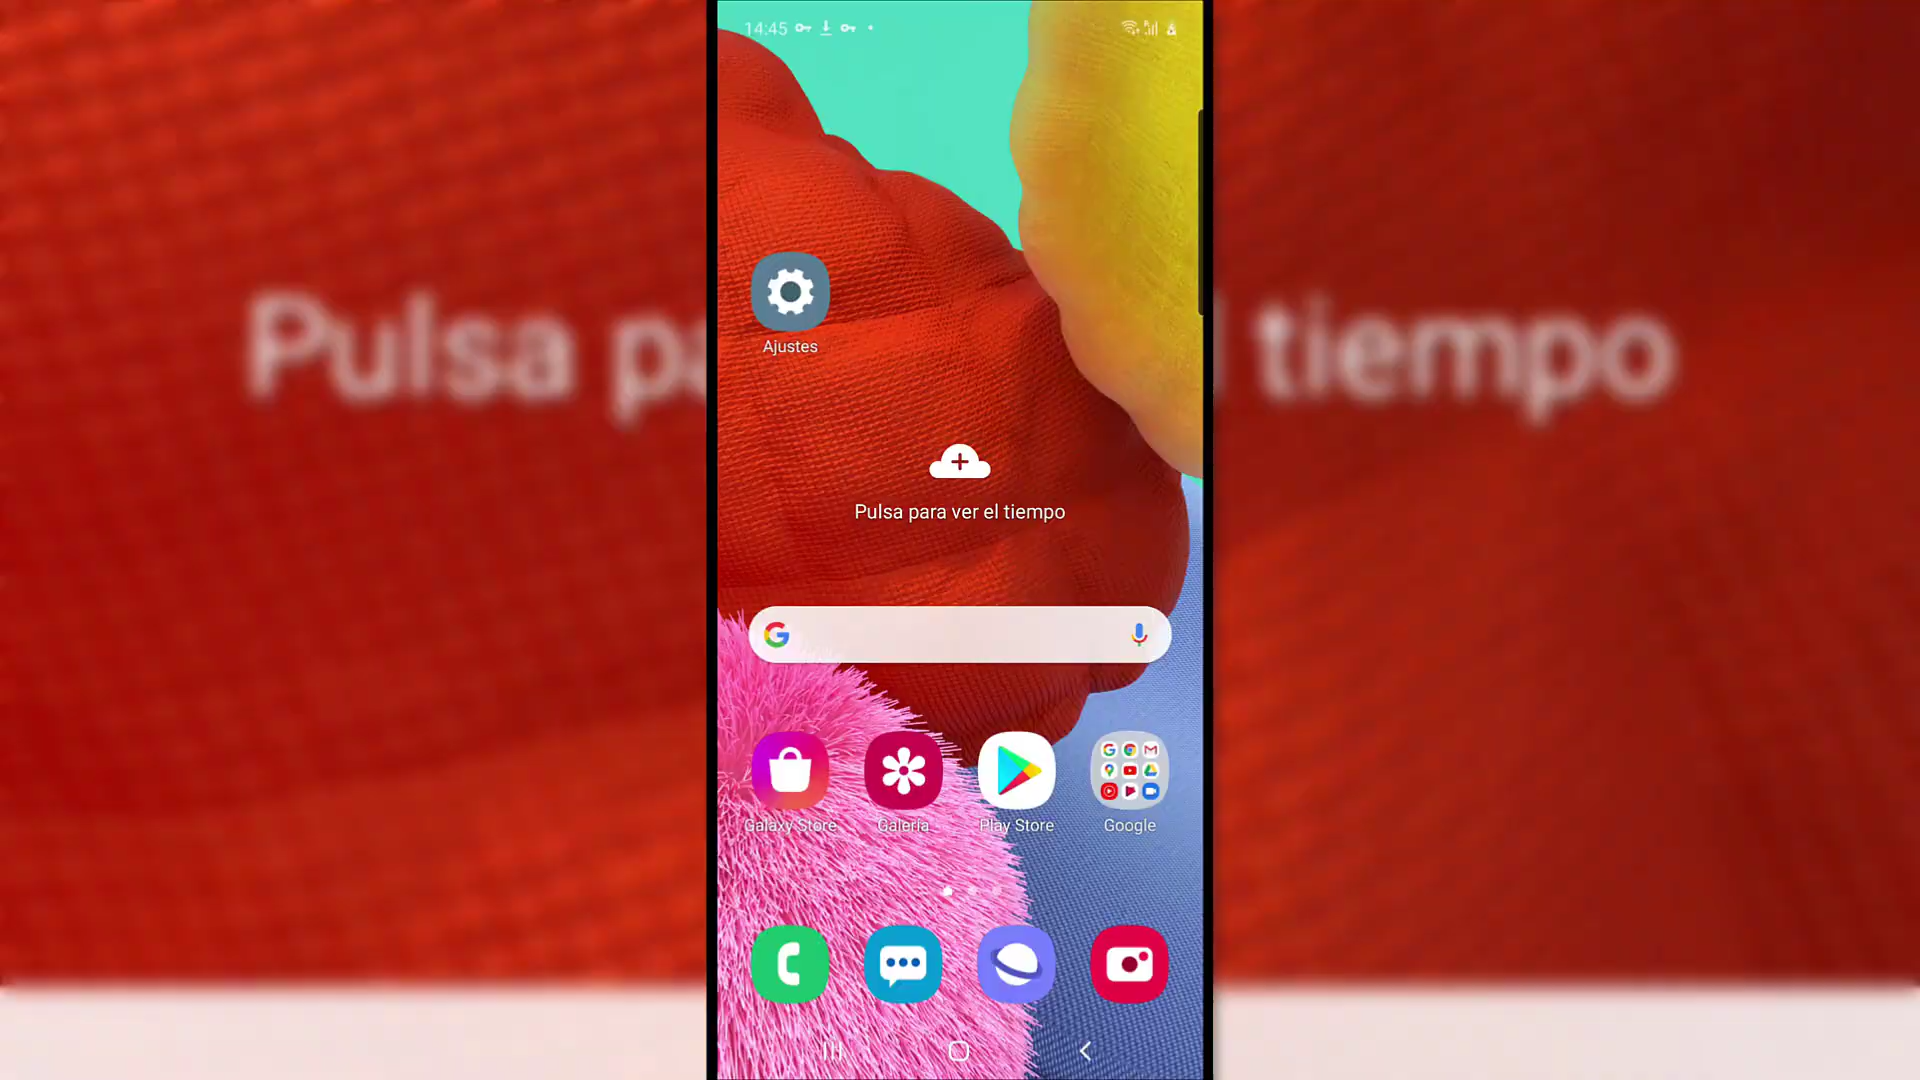 14:45
Pulsa pa
tiempo
Ajustes
Pulsa para ver el tiempo
Galaxy Store
Galería
Play Store
Google